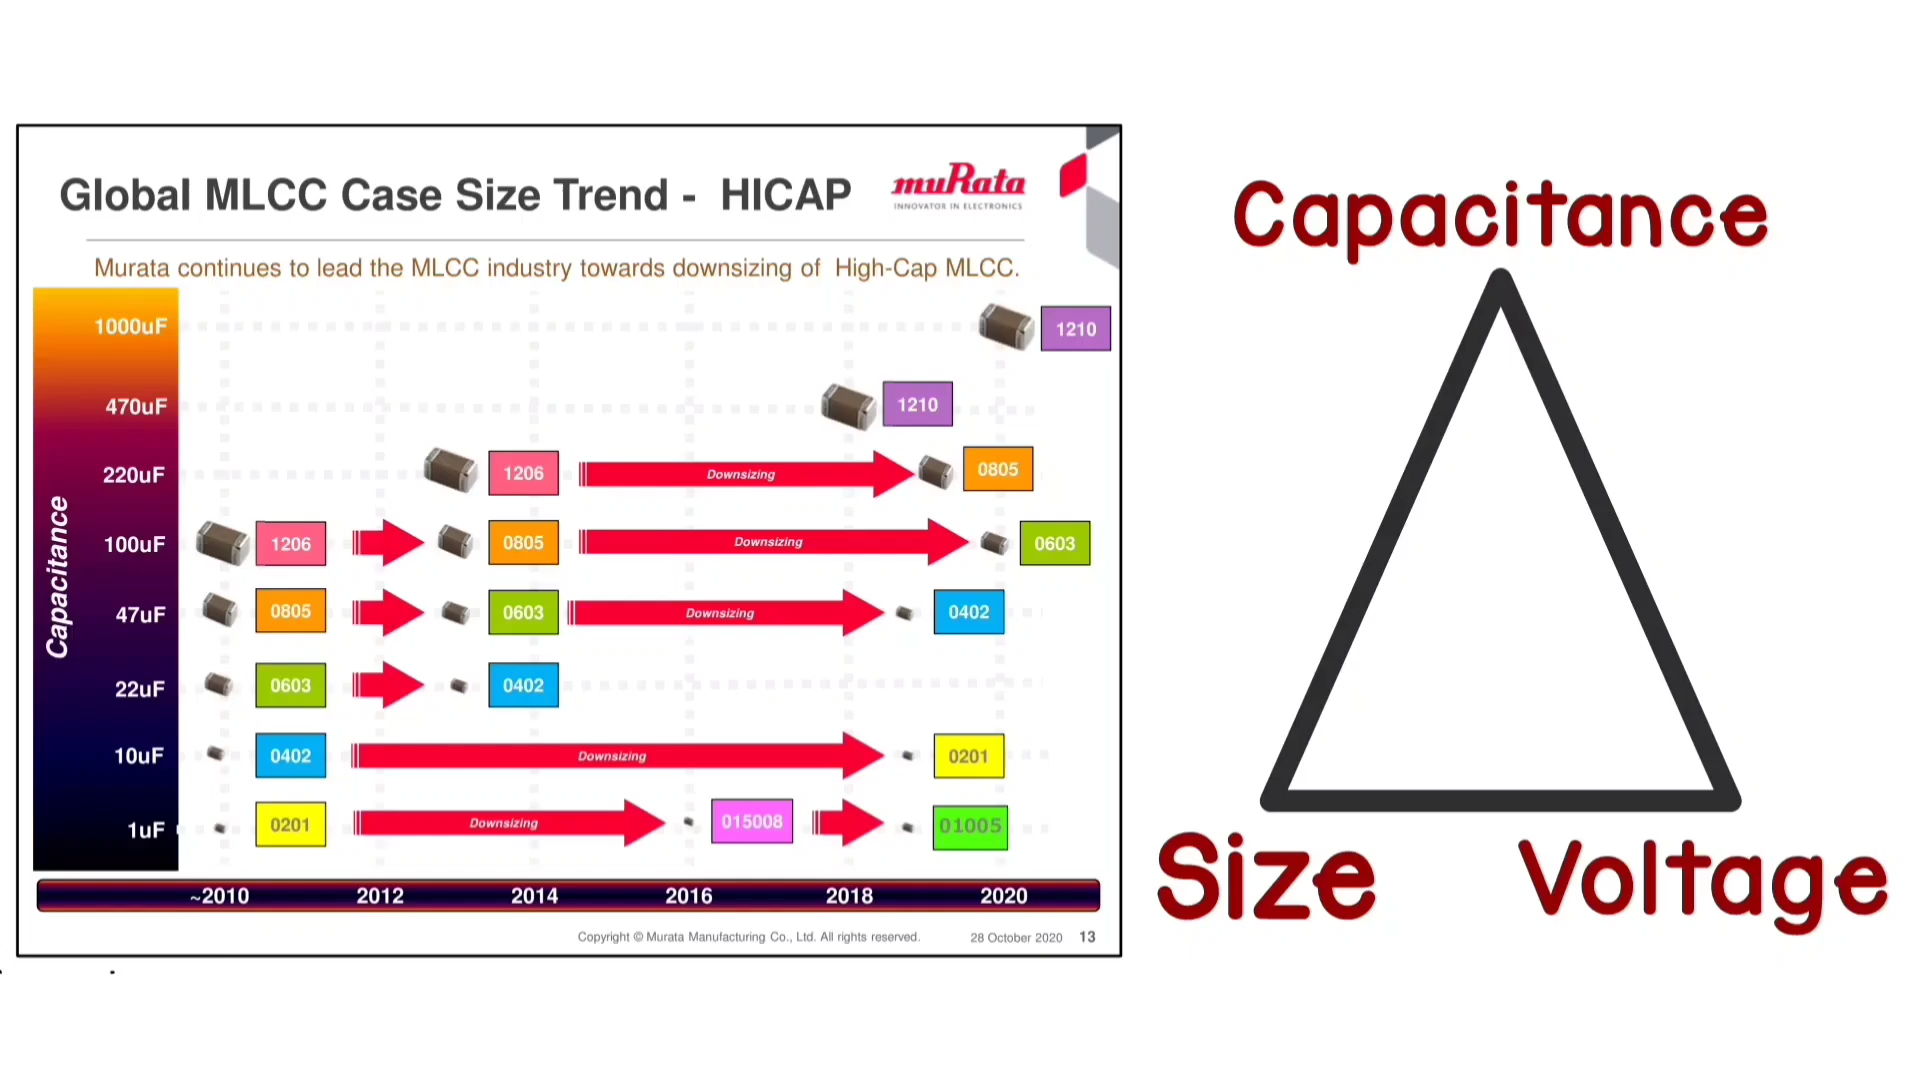 Global MLCC Case Size Trend - HICAP
muRata
INNOVATOR IN ELECTRONICS
Murata continues to lead the MLCC industry towards downsizing of High-Cap MLCC.
Capacitance
1000uF
1210
470uF
1210
220uF
1206
Downsizing
0805
100uF
1206
0805
Downsizing
0603
47uF
0805
0603
Downsizing
0402
22uF
0603
0402
10uF
0402
Downsizing
0201
1uF
0201
Downsizing
015008
01005
~2010 2012 2014 2016 2018 2020
Copyright © Murata Manufacturing Co., Ltd. All rights reserved. 28 October 2020 13
Capacitance
Size
Voltage